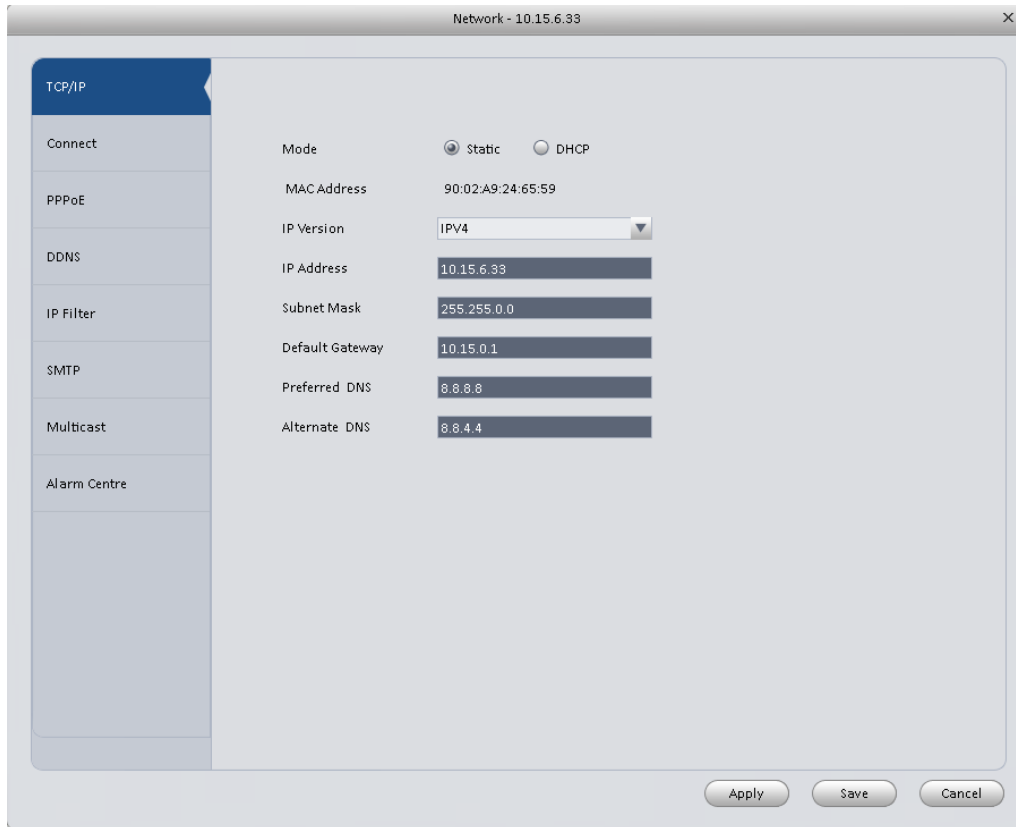 Network - 10.15.6.33
TCP/IP
Connect
PPPoE
DDNS
IP Filter
SMTP
Multicast
Alarm Centre
Mode Static DHCP
MAC Address 90:02:A9:24:65:59
IP Version IPV4
IP Address 10.15.6.33
Subnet Mask 255.255.0.0
Default Gateway 10.15.0.1
Preferred DNS 8.8.8.8
Alternate DNS 8.8.4.4
Apply Save Cancel